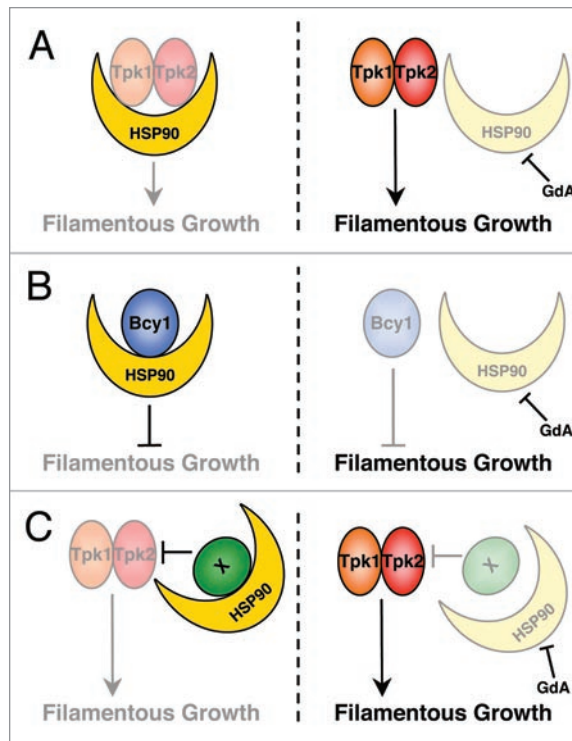 A
Tpk1 Tpk2
HSP90
Filamentous Growth
Tpk1 Tpk2
HSP90
GdA
Filamentous Growth
B
Bcy1
HSP90
Filamentous Growth
Bcy1
HSP90
GdA
Filamentous Growth
C
Tpk1 Tpk2
X
HSP90
Filamentous Growth
Tpk1 Tpk2
X
HSP90
GdA
Filamentous Growth